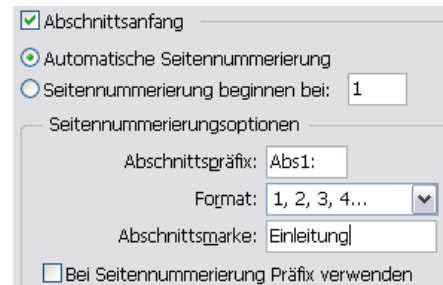 Abschnittsanfang
Automatische Seitennummerierung
Seitennummerierung beginnen bei: 1
Seitennummerierungsoptionen
Abschnittspräfix: Abs1:
Format: 1, 2, 3, 4...
Abschnittsmarke: Einleitung
Bei Seitennummerierung Präfix verwenden